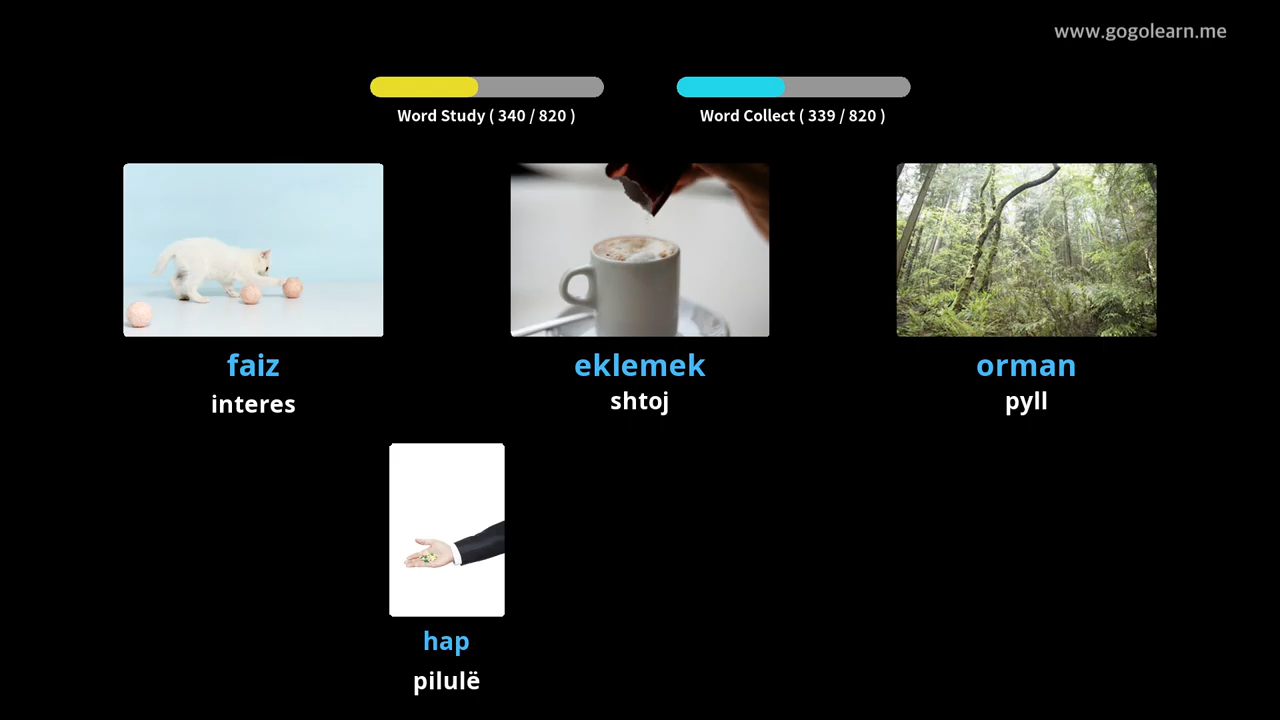 www.gogolearn.me
Word Study ( 340 / 820 )
Word Collect ( 339 / 820 )
faiz
interes
eklemek
shtoj
orman
pyll
hap
pilulë